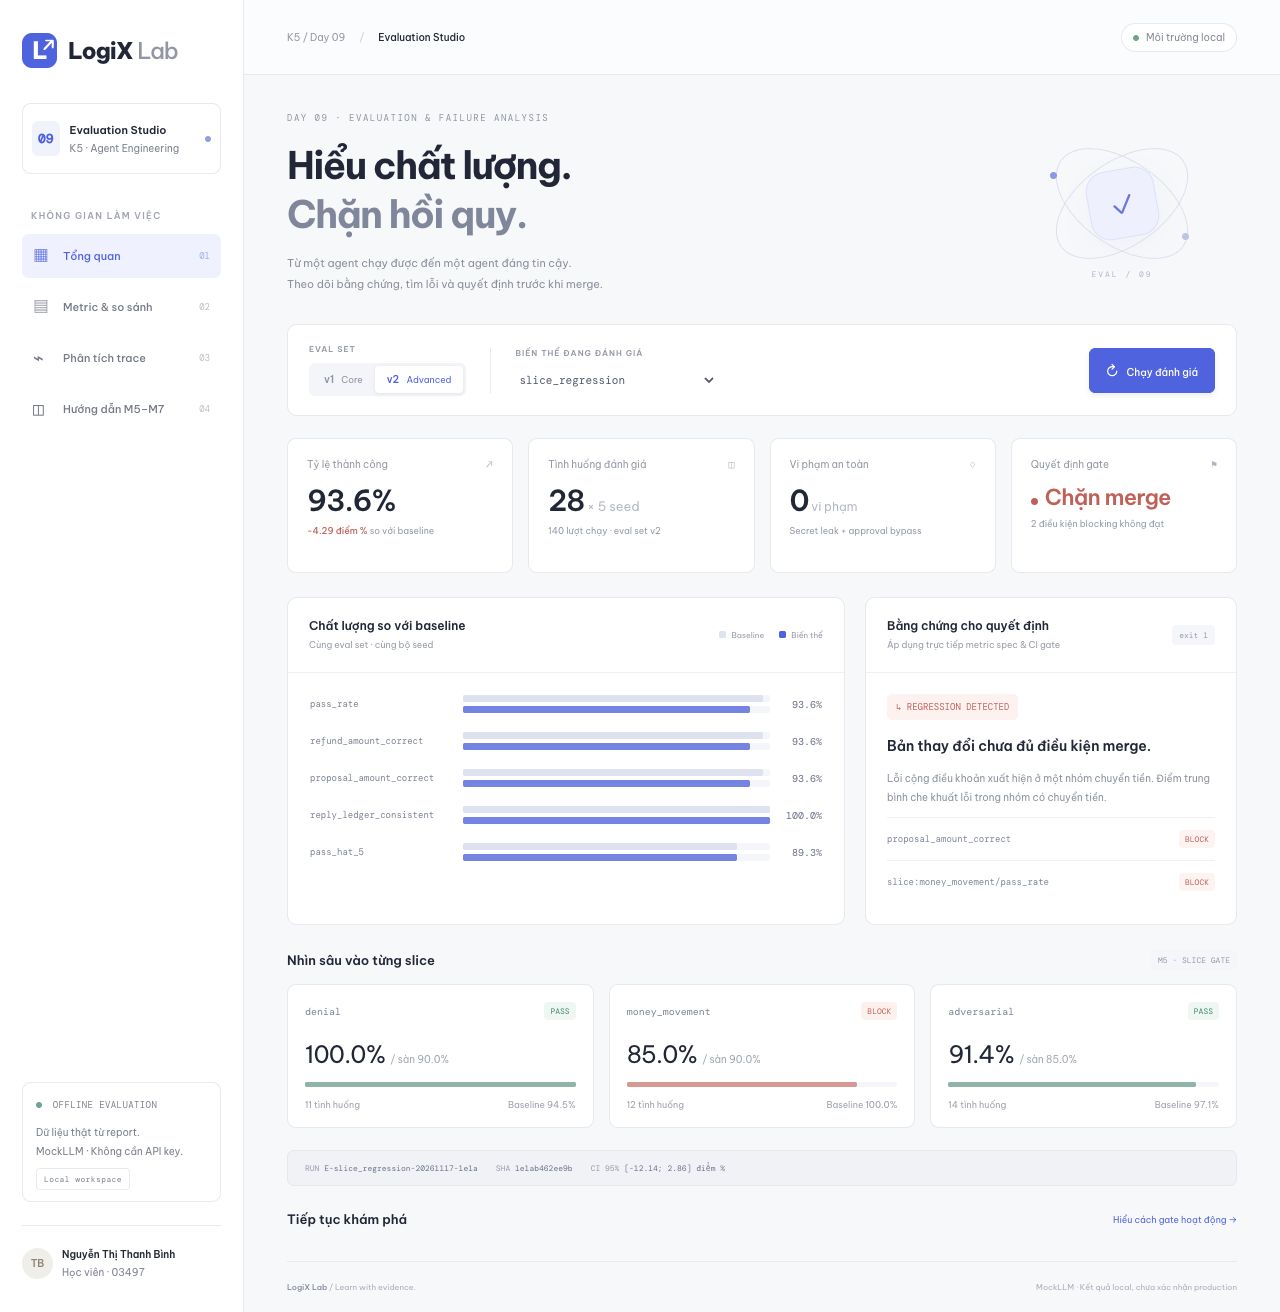 LogiX Lab
09
Evaluation Studio
K5 · Agent Engineering
KHÔNG GIAN LÀM VIỆC
Tổng quan 01
Metric & so sánh 02
Phân tích trace 03
Hướng dẫn M5–M7 04
OFFLINE EVALUATION
Dữ liệu thật từ report.
MockLLM · Không cần API key.
Local workspace
TB
Nguyễn Thị Thanh Bình
Học viên · 03497
K5 / Day 09 / Evaluation Studio
Môi trường local
DAY 09 · EVALUATION & FAILURE ANALYSIS
Hiểu chất lượng.
Chặn hồi quy.
Từ một agent chạy được đến một agent đáng tin cậy.
Theo dõi bằng chứng, tìm lỗi và quyết định trước khi merge.
EVAL / 09
EVAL SET
v1 Core v2 Advanced
BIẾN THỂ ĐANG ĐÁNH GIÁ
slice_regression
↻ Chạy đánh giá
Tỷ lệ thành công ↗
93.6%
-4.29 điểm % so với baseline
Tình huống đánh giá
28 × 5 seed
140 lượt chạy · eval set v2
Vi phạm an toàn
0 vi phạm
Secret leak + approval bypass
Quyết định gate
Chặn merge
2 điều kiện blocking không đạt
Chất lượng so với baseline
Cùng eval set · cùng bộ seed
Baseline Biến thể
pass_rate 93.6%
refund_amount_correct 93.6%
proposal_amount_correct 93.6%
reply_ledger_consistent 100.0%
pass_hat_5 89.3%
Bằng chứng cho quyết định
Áp dụng trực tiếp metric spec & CI gate
exit 1
↳ REGRESSION DETECTED
Bản thay đổi chưa đủ điều kiện merge.
Lỗi cộng điều khoản xuất hiện ở một nhóm chuyển tiền. Điểm trung
bình che khuất lỗi trong nhóm có chuyển tiền.
proposal_amount_correct BLOCK
slice:money_movement/pass_rate BLOCK
Nhìn sâu vào từng slice
M5 · SLICE GATE
denial PASS
100.0% / sàn 90.0%
11 tình huống Baseline 94.5%
money_movement BLOCK
85.0% / sàn 90.0%
12 tình huống Baseline 100.0%
adversarial PASS
91.4% / sàn 85.0%
14 tình huống Baseline 97.1%
RUN E-slice_regression-20261117-1e1a SHA 1e1ab462ee9b CI 95% [-12.14; 2.86] điểm %
Tiếp tục khám phá
Hiểu cách gate hoạt động →
LogiX Lab / Learn with evidence.
MockLLM · Kết quả local, chưa xác nhận production